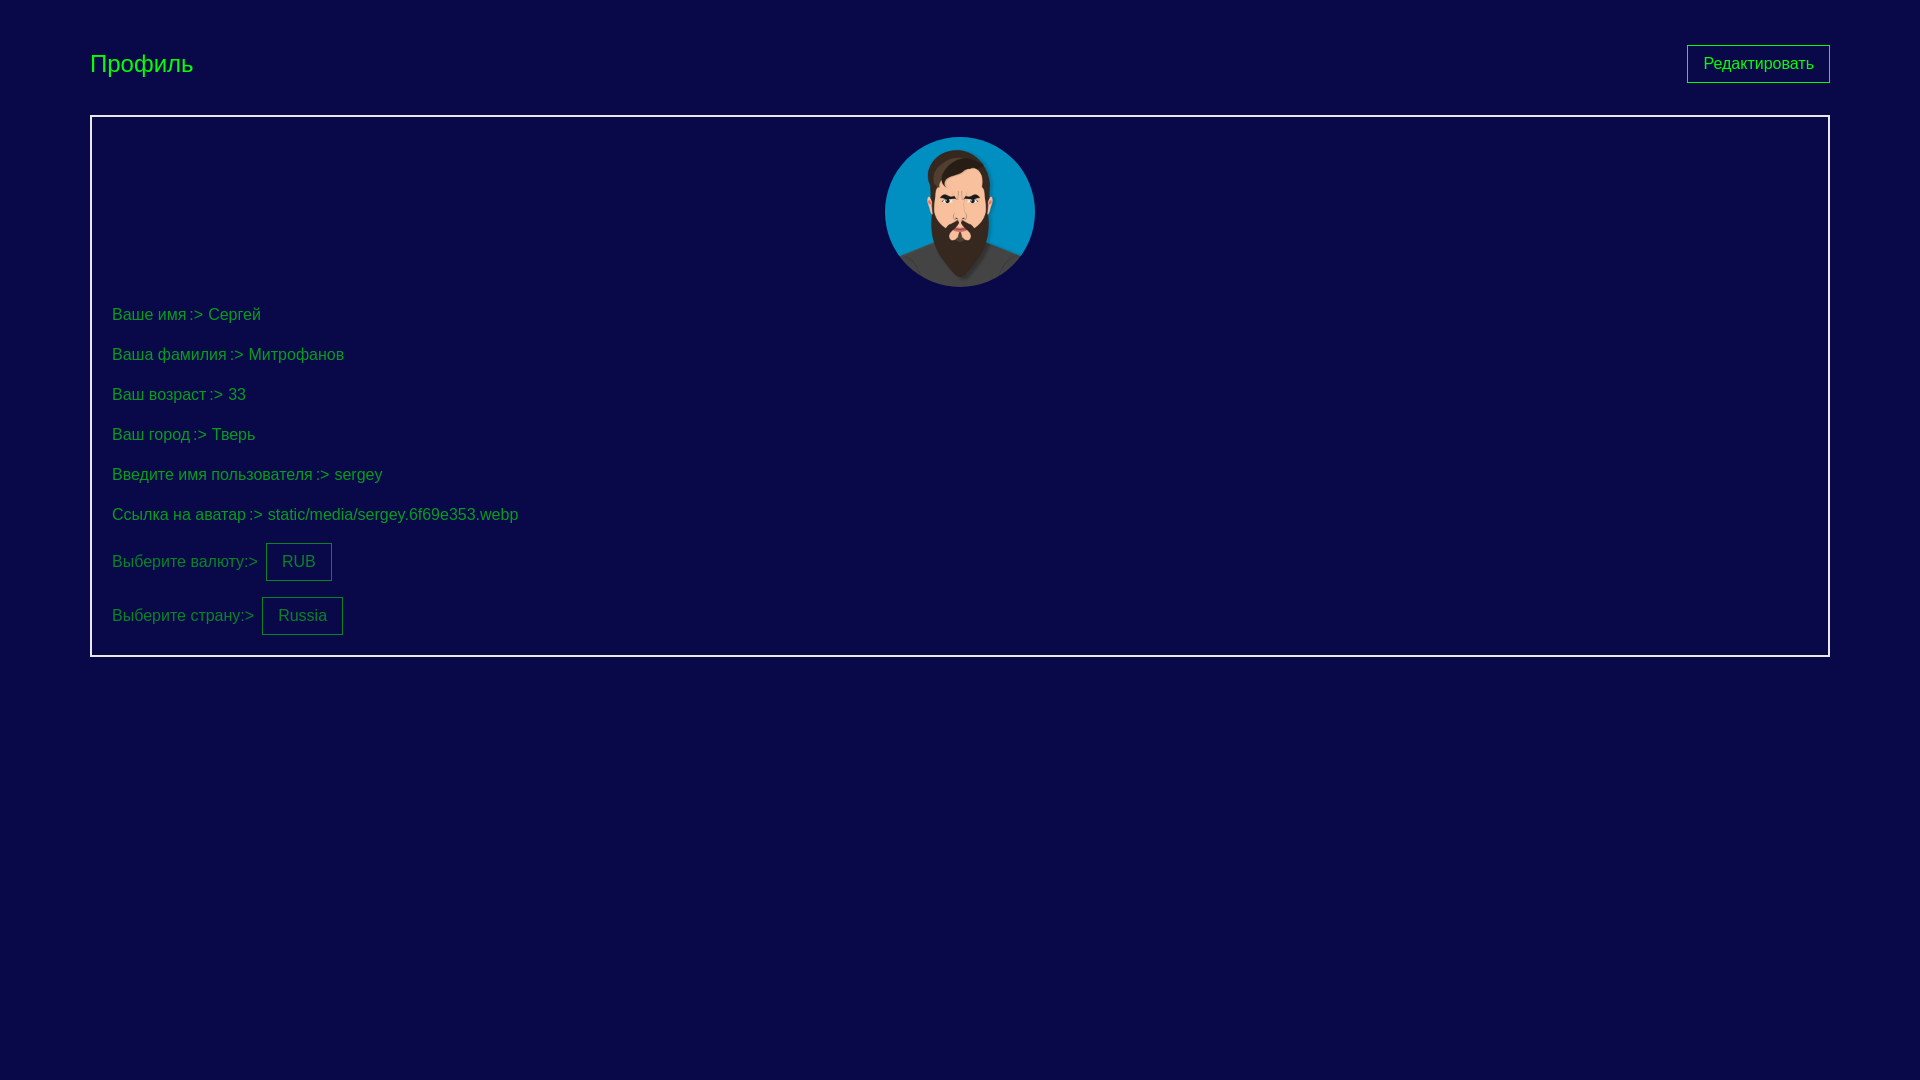 Профиль
Редактировать
Ваше имя :> Сергей
Ваша фамилия :> Митрофанов
Ваш возраст :> 33
Ваш город :> Тверь
Введите имя пользователя :> sergey
Ссылка на аватар :> static/media/sergey.6f69e353.webp
Выберите валюту:> RUB
Выберите страну:> Russia